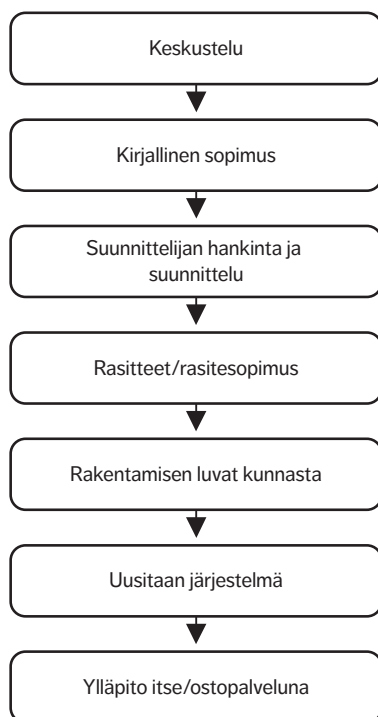 Keskustelu
Kirjallinen sopimus
Suunnittelijan hankinta ja
suunnittelu
Rasitteet/rasitesopimus
Rakentamisen luvat kunnasta
Uusitaan järjestelmä
Ylläpito itse/ostopalveluna